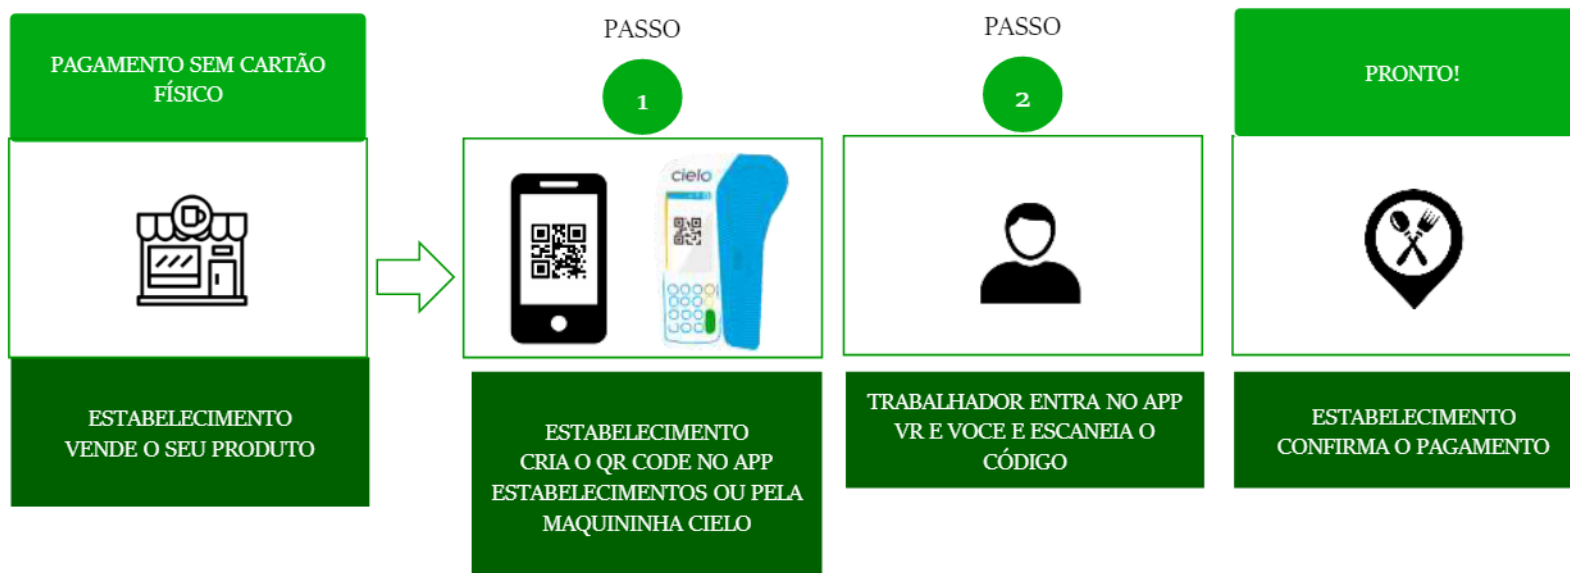 PAGAMENTO SEM CARTÃO
FÍSICO
ESTABELECIMENTO
VENDE O SEU PRODUTO
PASSO
1
cielo
ESTABELECIMENTO
CRIA O QR CODE NO APP
ESTABELECIMENTOS OU PELA
MAQUININHA CIELO
PASSO
2
TRABALHADOR ENTRA NO APP
VR E VOCE E ESCANEIA O
CÓDIGO
PRONTO!
ESTABELECIMENTO
CONFIRMA O PAGAMENTO